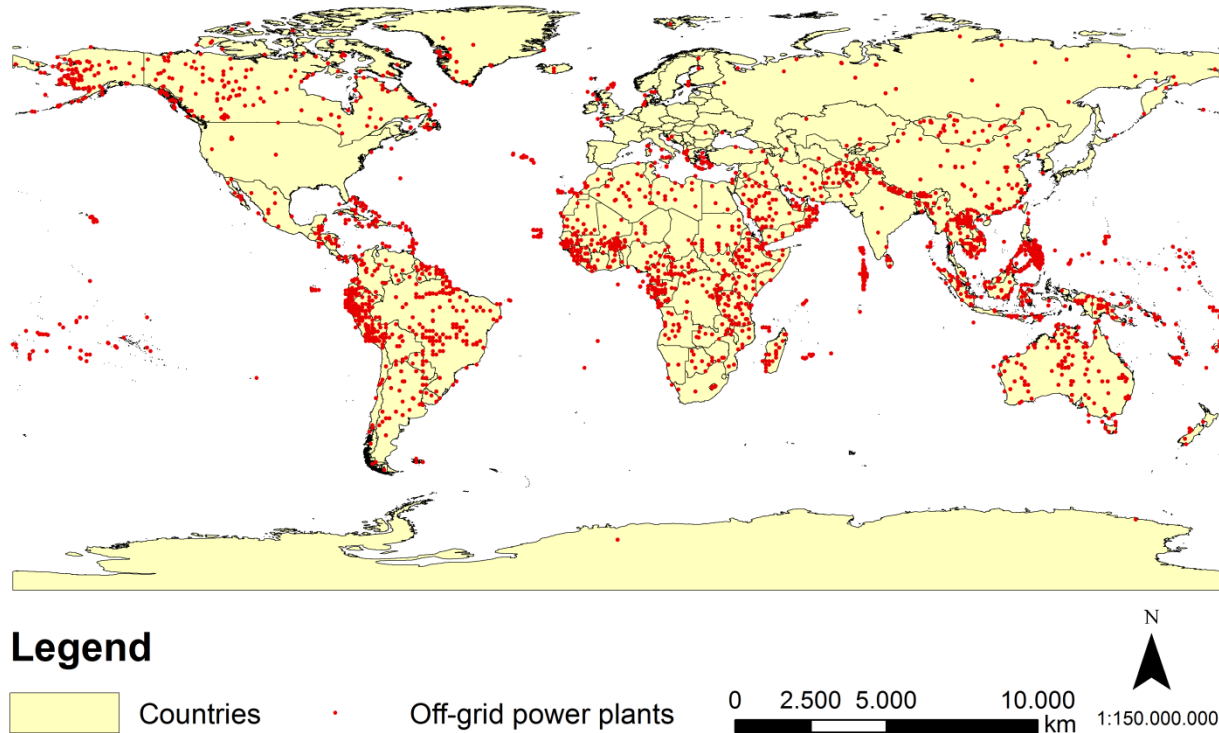 N
Legend
Countries
Off-grid power plants
0 2.500 5.000 10.000
km
1:150.000.000